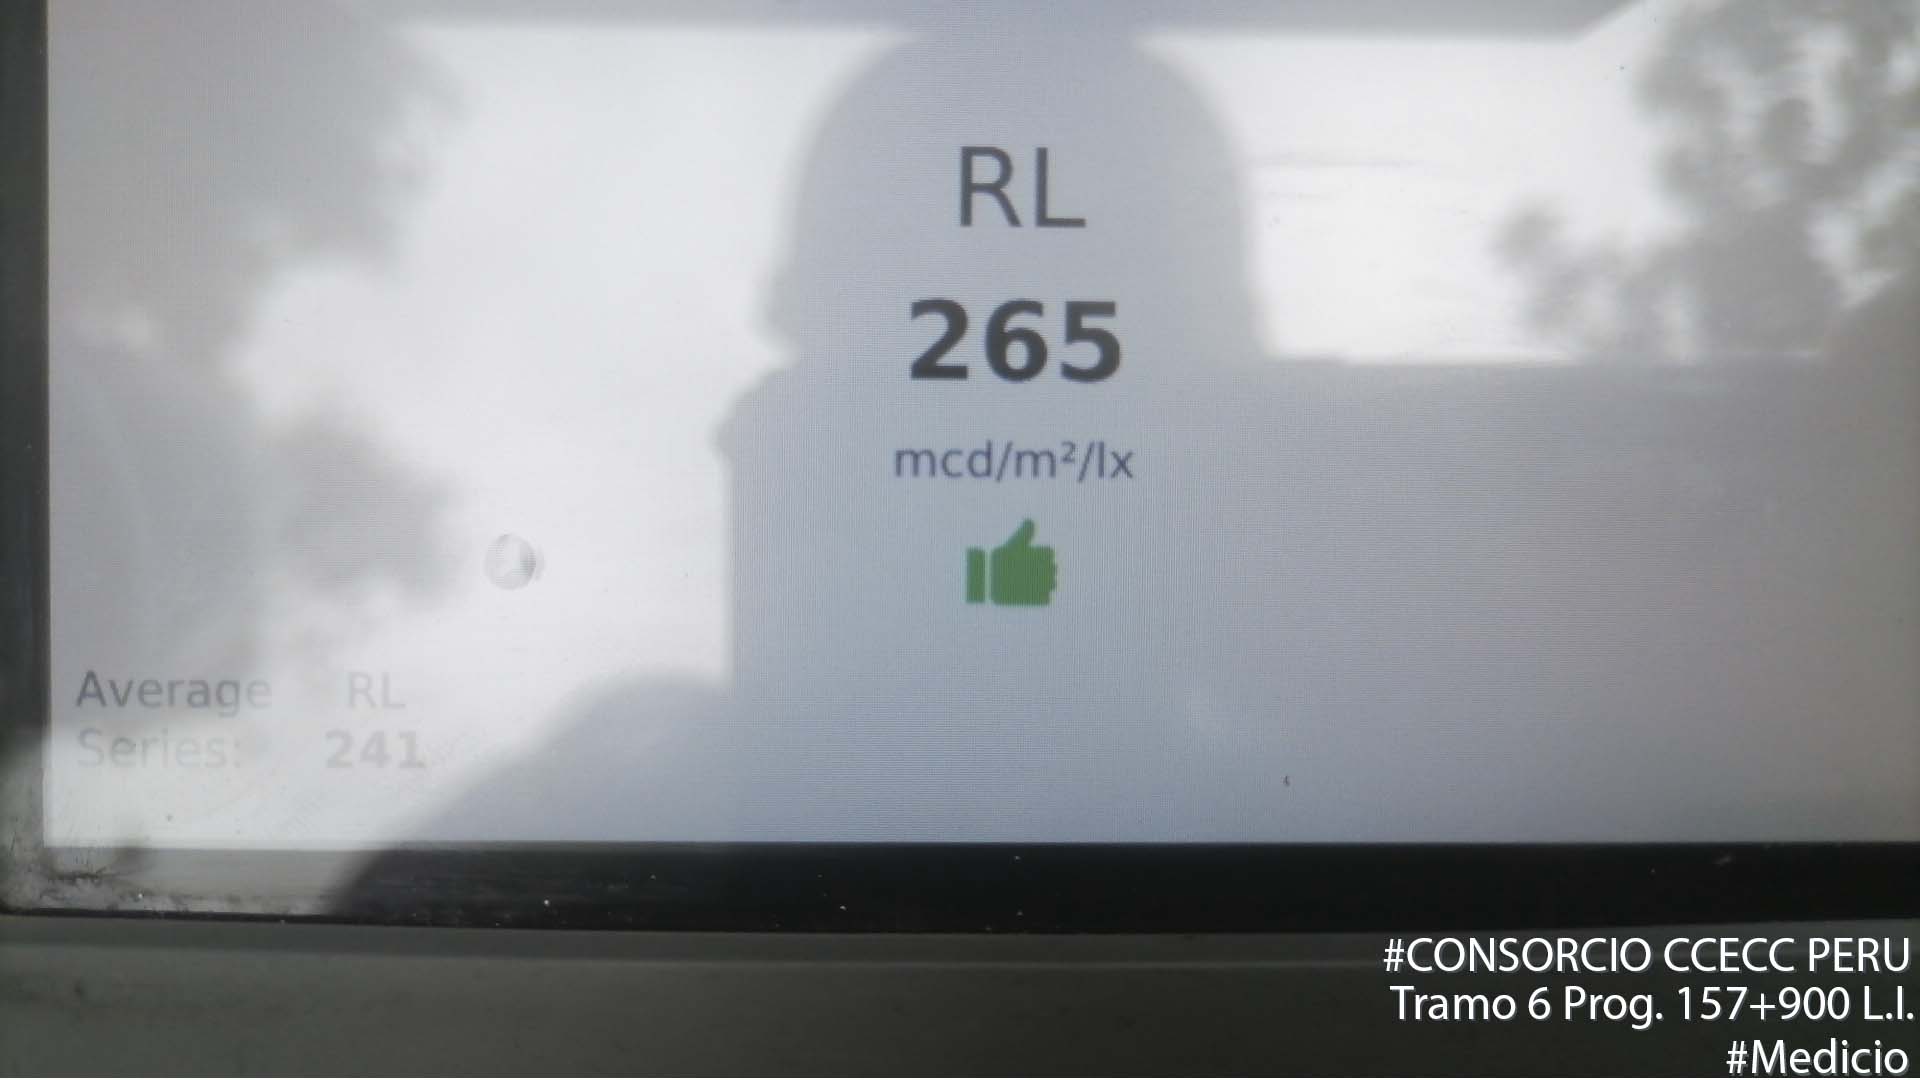 RL
265
mcd/m²/lx
Average RL
Series: 241
#CONSORCIO CCECC PERU
Tramo 6 Prog. 157+900 L.I.
#Medicio